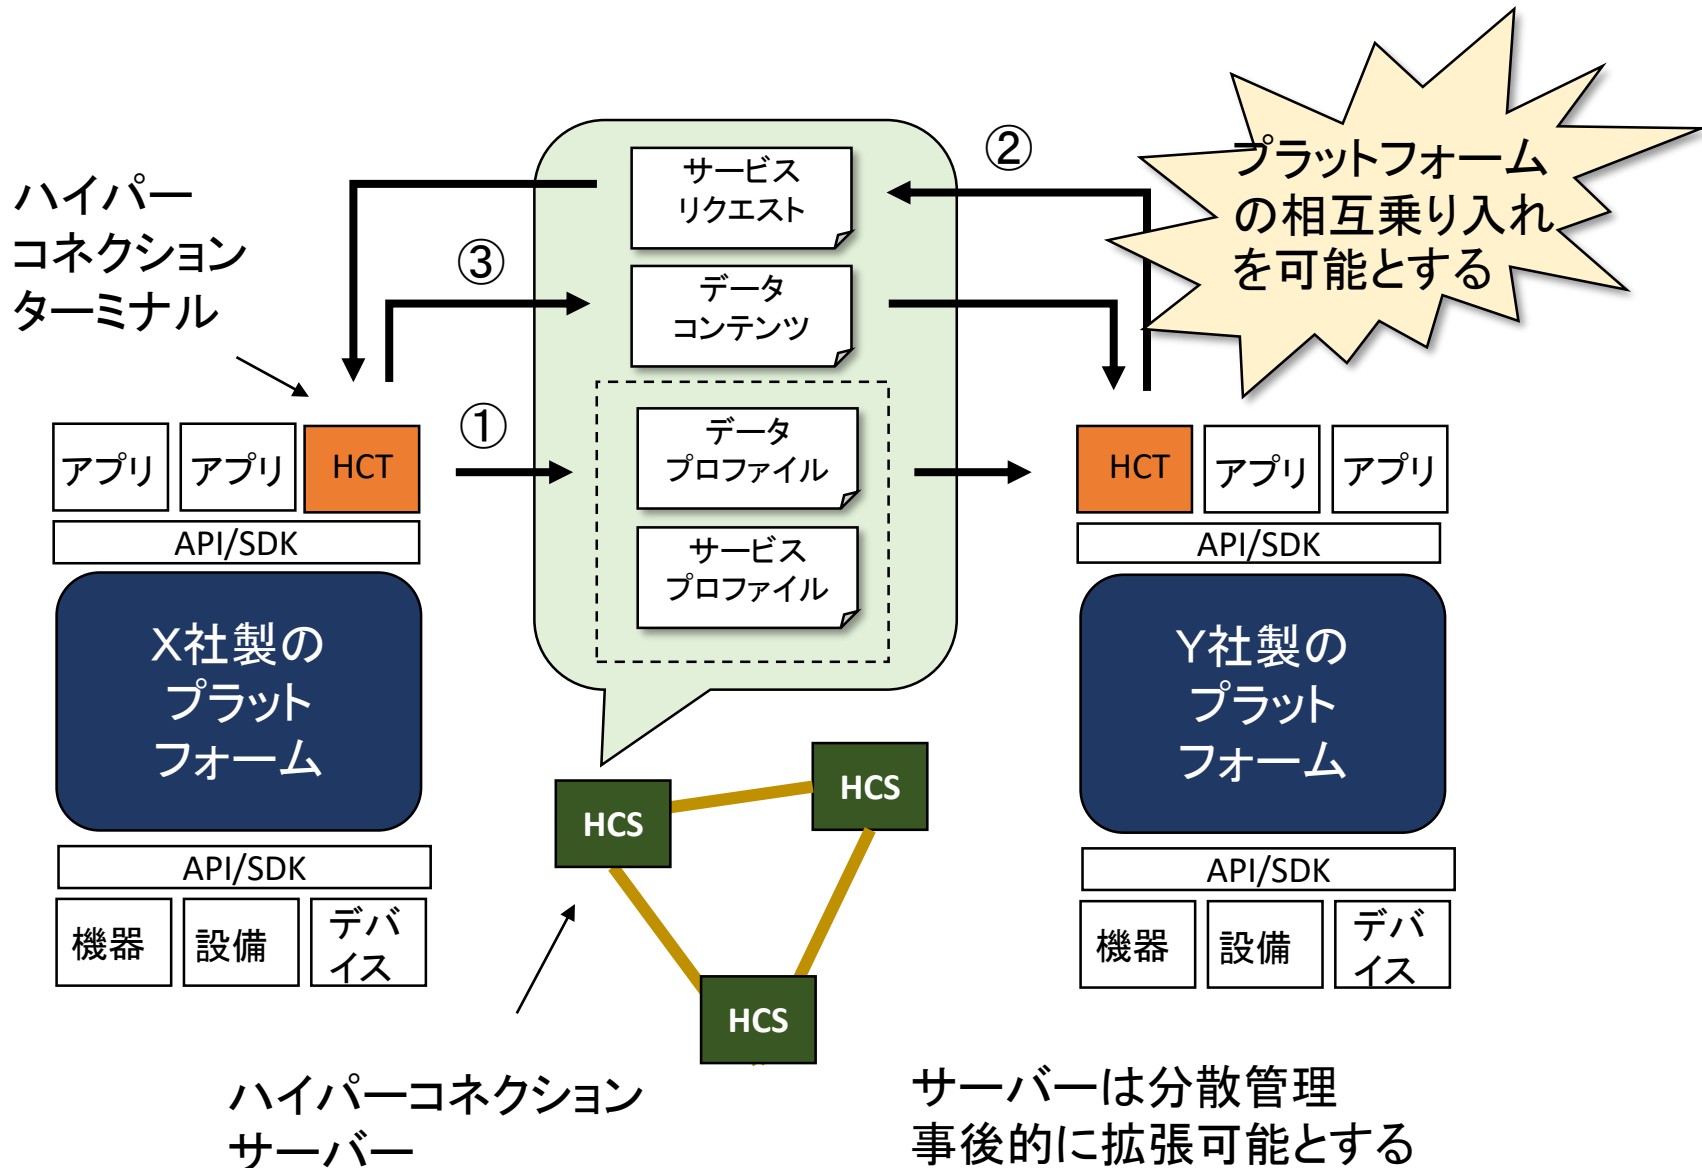 プラットフォーム
の相互乗り入れ
を可能とする
②
サービス
リクエスト
ハイパー
コネクション
ターミナル
③
データ
コンテンツ
①
データ
プロファイル
サービス
プロファイル
アプリ
アプリ
HCT
API/SDK
X社製の
プラット
フォーム
API/SDK
機器
設備
デバ
イス
HCT
アプリ
アプリ
API/SDK
Y社製の
プラット
フォーム
API/SDK
機器
設備
デバ
イス
HCS
HCS
HCS
ハイパーコネクション
サーバー
サーバーは分散管理
事後的に拡張可能とする